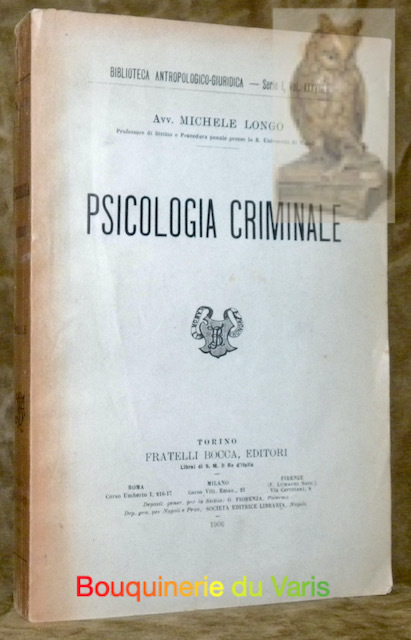 BIBLIOTECA ANTROPOLOGICO-GIURIDICA — Serie I,
Avv. MICHELE LONGO
Professore di Diritto e Procedura penale presso la R. Università di
PSICOLOGIA CRIMINALE
TORINO
FRATELLI BOCCA, EDITORI
Librai di S. M. il Re d'Italia
ROMA MILANO FIRENZE
Corso Umberto I, 216-17 Corso Vitt. Eman., 21 (F. Lumachi Succ.)
Via Cerretani, 8
Deposit. gener. per la Sicilia: O. FIORENZA, Palermo
Dep. gen. per Napoli e Prov., SOCIETÀ EDITRICE LIBRARIA, Napoli
1906
Bouquinerie du Varis